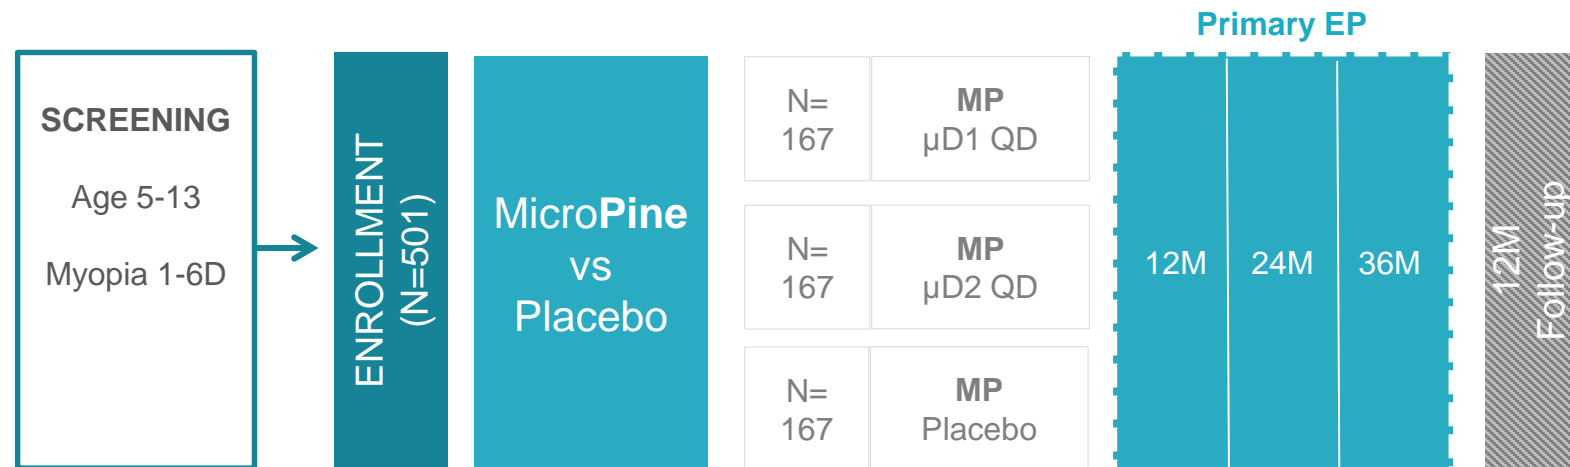 Primary EP
SCREENING
Age 5-13
Myopia 1-6D
ENROLLMENT
(N=501)
MicroPine
vs
Placebo
N=
167
MP
µD1 QD
N=
167
MP
µD2 QD
N=
167
MP
Placebo
12M
24M
36M
12M
Follow-up